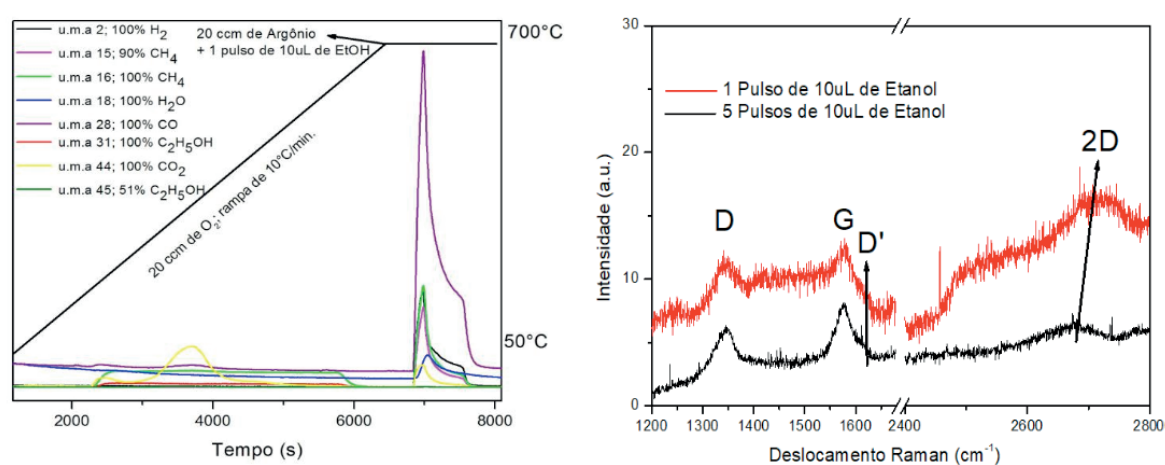 u.m.a 2; 100% H₂
u.m.a 15; 90% CH₄
u.m.a 16; 100% CH₄
u.m.a 18; 100% H₂O
u.m.a 28; 100% CO
u.m.a 31; 100% C₂H₅OH
u.m.a 44; 100% CO₂
u.m.a 45; 51% C₂H₅OH
20 ccm de Argônio
+ 1 pulso de 10uL de EtOH
700°C
20 ccm de O₂; rampa de 10°C/min.
50°C
2000 4000 6000 8000
Tempo (s)
30
20
10
0
Intensidade (a.u.)
1 Pulso de 10uL de Etanol
5 Pulsos de 10uL de Etanol
D
G
D'
2D
1200 1300 1400 1500 1600 2400 2600 2800
Deslocamento Raman (cm⁻¹)